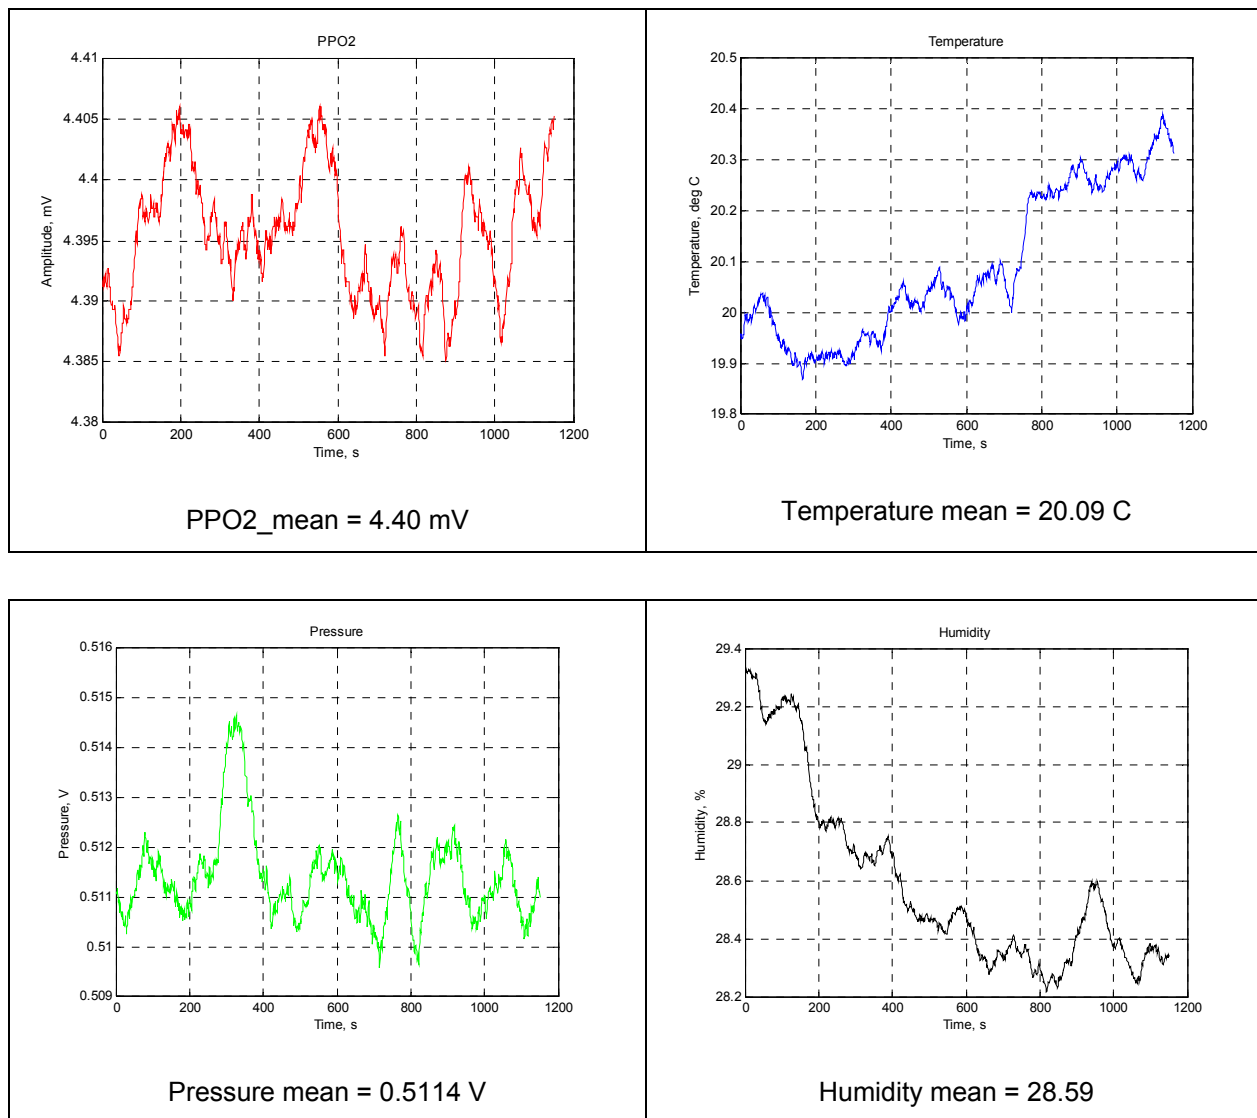 PPO2
4.41
4.405
4.4
4.395
4.39
4.385
4.38
Amplitude, mV
0 200 400 600 800 1000 1200
Time, s
PPO2_mean = 4.40 mV
Temperature
20.5
20.4
20.3
20.2
20.1
20
19.9
19.8
Temperature, deg C
0 200 400 600 800 1000 1200
Time, s
Temperature mean = 20.09 C
Pressure
0.516
0.515
0.514
0.513
0.512
0.511
0.51
0.509
Pressure, V
0 200 400 600 800 1000 1200
Time, s
Pressure mean = 0.5114 V
Humidity
29.4
29.2
29
28.8
28.6
28.4
28.2
Humidity, %
0 200 400 600 800 1000 1200
Time, s
Humidity mean = 28.59